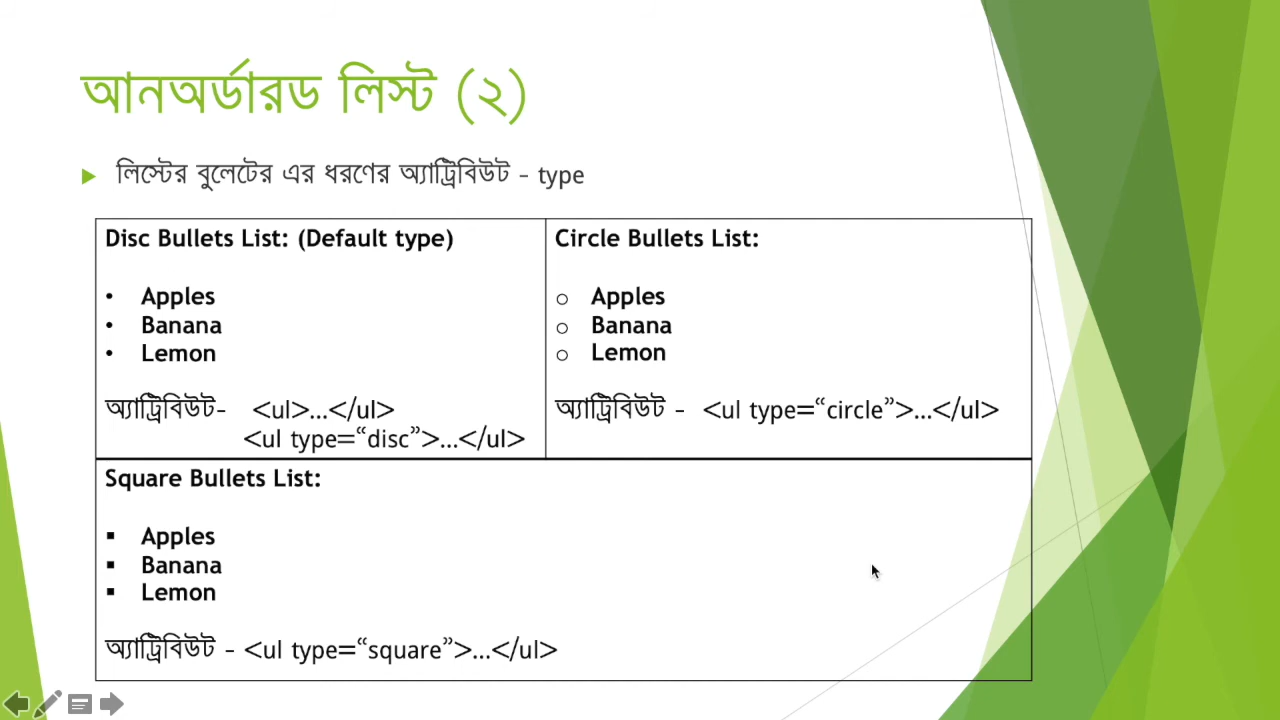 আনঅর্ডারড লিস্ট (২)
লিস্টের বুলেটের এর ধরণের অ্যাট্রিবিউট - type
Disc Bullets List: (Default type)
• Apples
• Banana
• Lemon
অ্যাট্রিবিউট- <ul>...</ul>
<ul type=“disc”>...</ul>
Circle Bullets List:
o Apples
o Banana
o Lemon
অ্যাট্রিবিউট - <ul type=“circle”>...</ul>
Square Bullets List:
▪ Apples
▪ Banana
▪ Lemon
অ্যাট্রিবিউট - <ul type=“square”>...</ul>